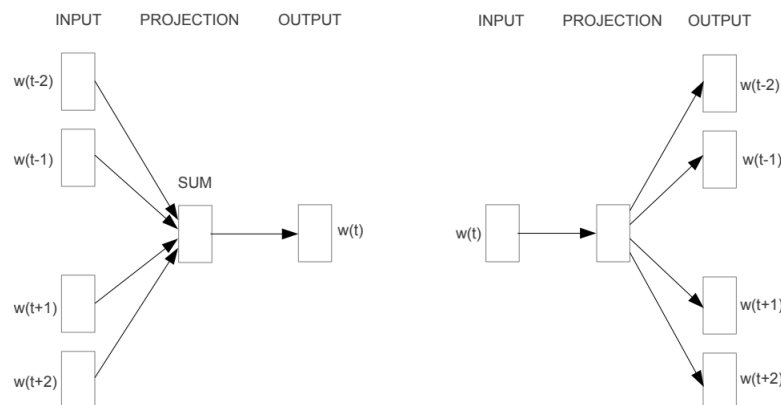 INPUT PROJECTION OUTPUT
w(t-2)
w(t-1)
SUM
w(t)
w(t+1)
w(t+2)
INPUT PROJECTION OUTPUT
w(t-2)
w(t-1)
w(t)
w(t+1)
w(t+2)